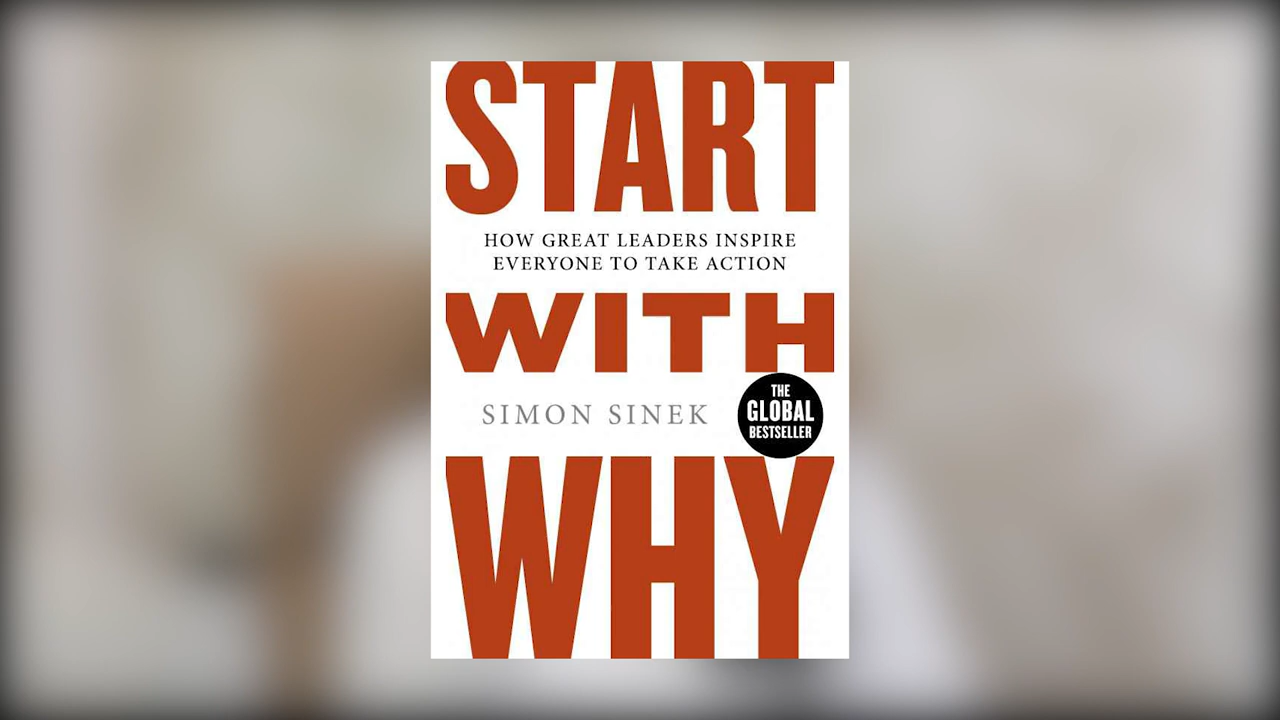 START
HOW GREAT LEADERS INSPIRE
EVERYONE TO TAKE ACTION
WITH
SIMON SINEK
THE
GLOBAL
BESTSELLER
WHY